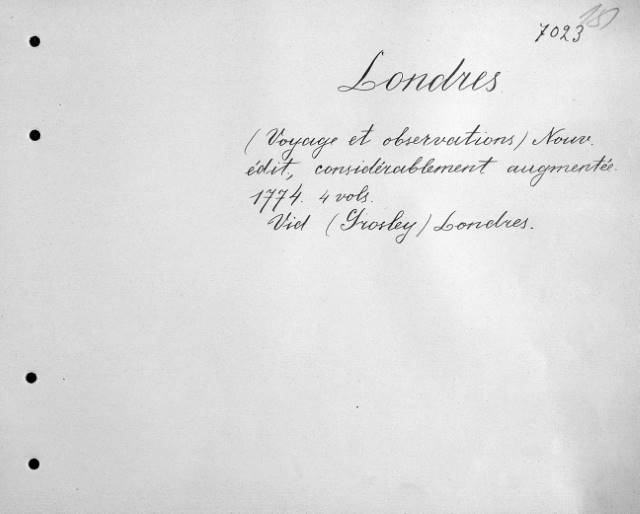 7023
Londres
(Voyage et observations) Nouv.
édit, considérablement augmentée.
1774. 4 vols.
Vid (Grosley) Londres.